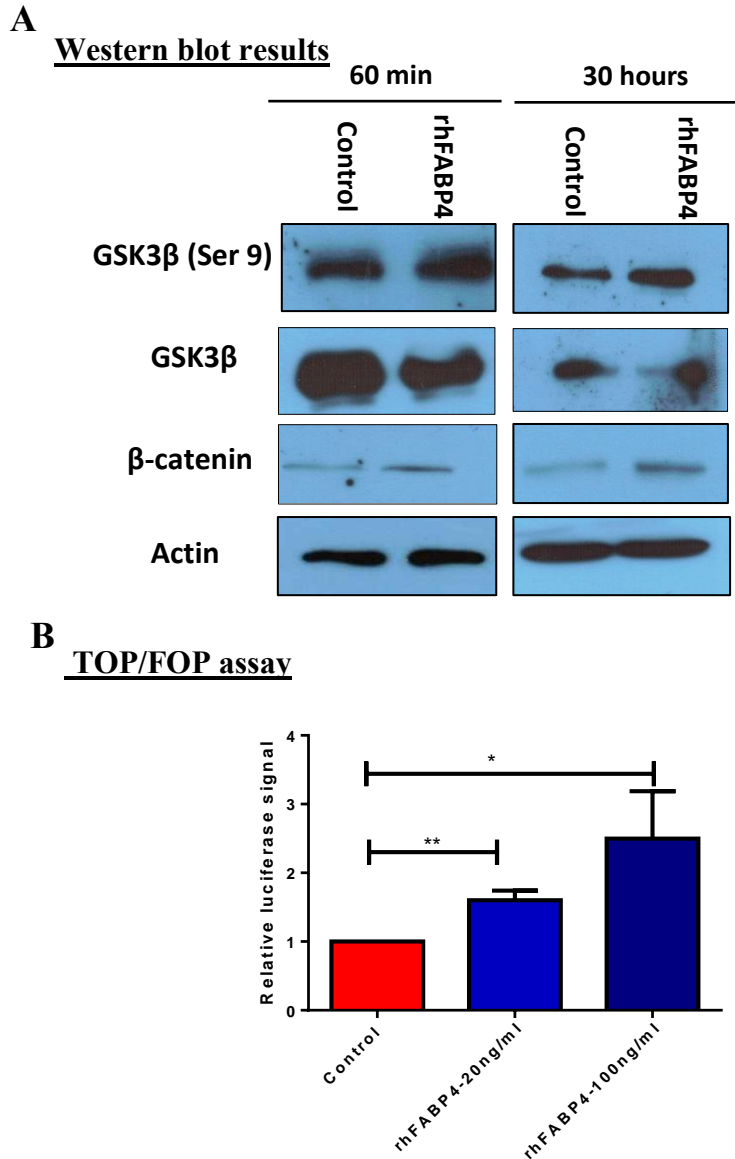 A
Western blot results
60 min
30 hours
Control
rhFABP4
Control
rhFABP4
GSK3β (Ser 9)
GSK3β
β-catenin
Actin
B
TOP/FOP assay
Relative luciferase signal
4
3
2
1
0
*
**
Control
rhFABP4-20ng/ml
rhFABP4-100ng/ml